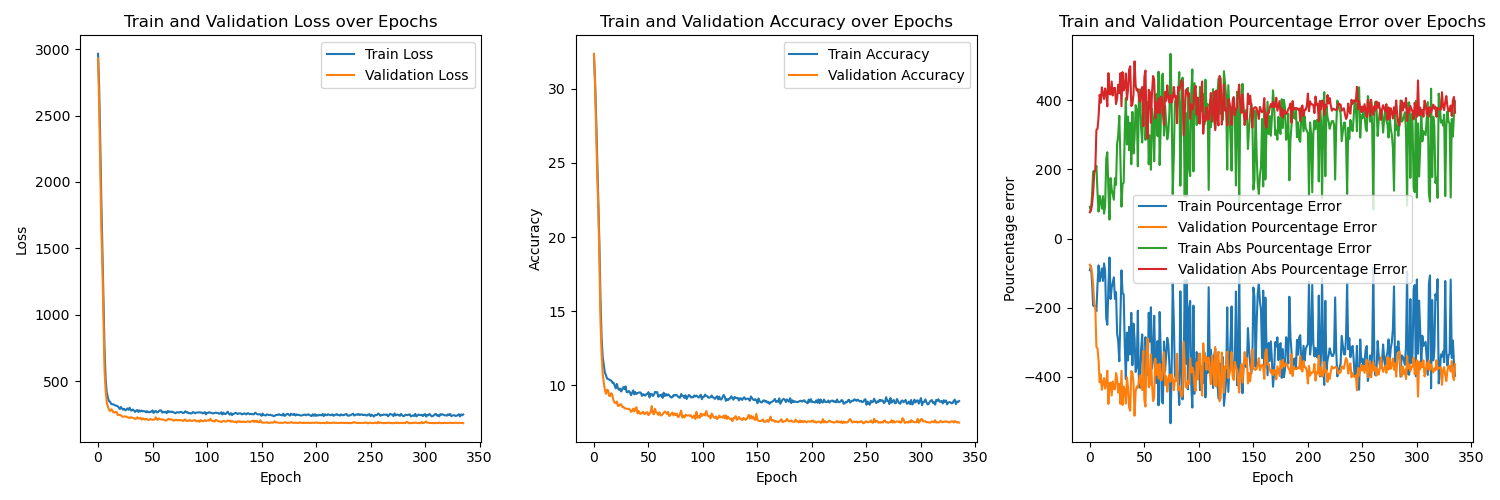 Train and Validation Loss over Epochs
3000
2500
2000
1500
1000
500
Loss
0
50
100
150
200
250
300
350
Epoch
Train Loss
Validation Loss
Train and Validation Accuracy over Epochs
30
25
20
15
10
Accuracy
0
50
100
150
200
250
300
350
Epoch
Train Accuracy
Validation Accuracy
Train and Validation Pourcentage Error over Epochs
400
200
0
−200
−400
Pourcentage error
0
50
100
150
200
250
300
350
Epoch
Train Pourcentage Error
Validation Pourcentage Error
Train Abs Pourcentage Error
Validation Abs Pourcentage Error